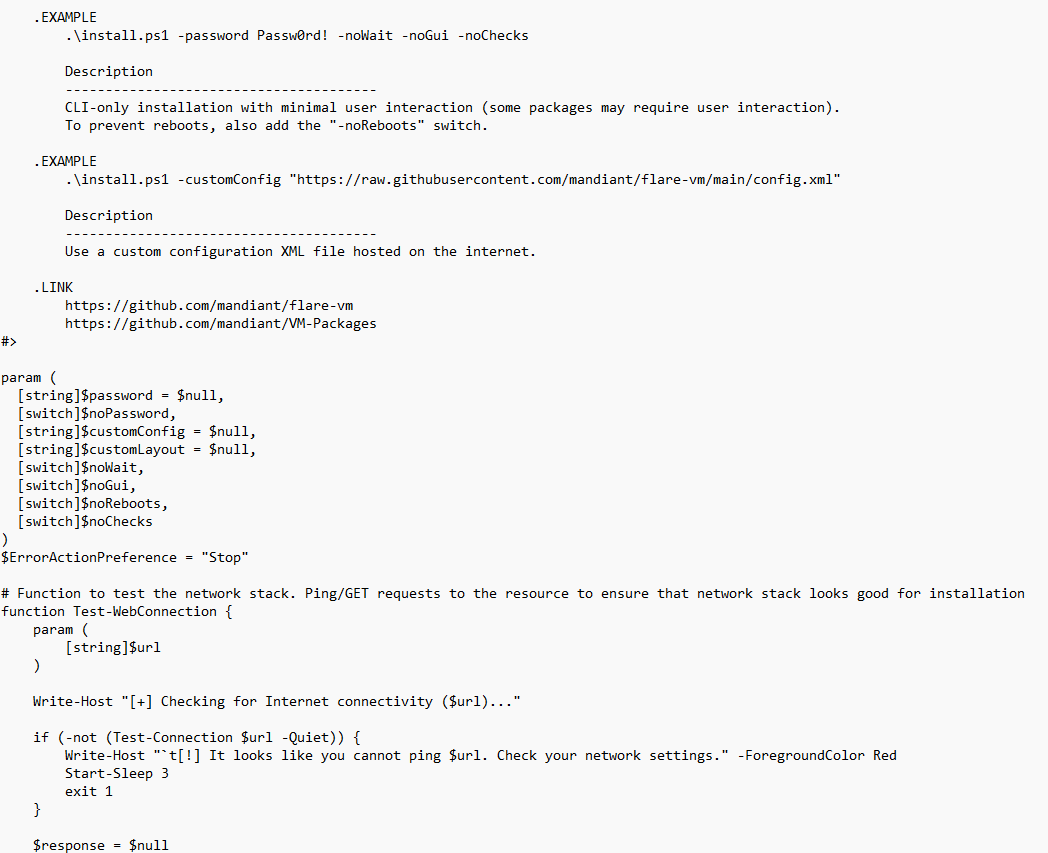 .EXAMPLE
.\install.ps1 -password Passw0rd! -noWait -noGui -noChecks
Description
---------------------------------------
CLI-only installation with minimal user interaction (some packages may require user interaction).
To prevent reboots, also add the "-noReboots" switch.
.EXAMPLE
.\install.ps1 -customConfig "https://raw.githubusercontent.com/mandiant/flare-vm/main/config.xml"
Description
---------------------------------------
Use a custom configuration XML file hosted on the internet.
.LINK
https://github.com/mandiant/flare-vm
https://github.com/mandiant/VM-Packages
#>
param (
[string]$password = $null,
[switch]$noPassword,
[string]$customConfig = $null,
[string]$customLayout = $null,
[switch]$noWait,
[switch]$noGui,
[switch]$noReboots,
[switch]$noChecks
)
$ErrorActionPreference = "Stop"
# Function to test the network stack. Ping/GET requests to the resource to ensure that network stack looks good for installation
function Test-WebConnection {
param (
[string]$url
)
Write-Host "[+] Checking for Internet connectivity ($url)..."
if (-not (Test-Connection $url -Quiet)) {
Write-Host "`t[!] It looks like you cannot ping $url. Check your network settings." -ForegroundColor Red
Start-Sleep 3
exit 1
}
$response = $null